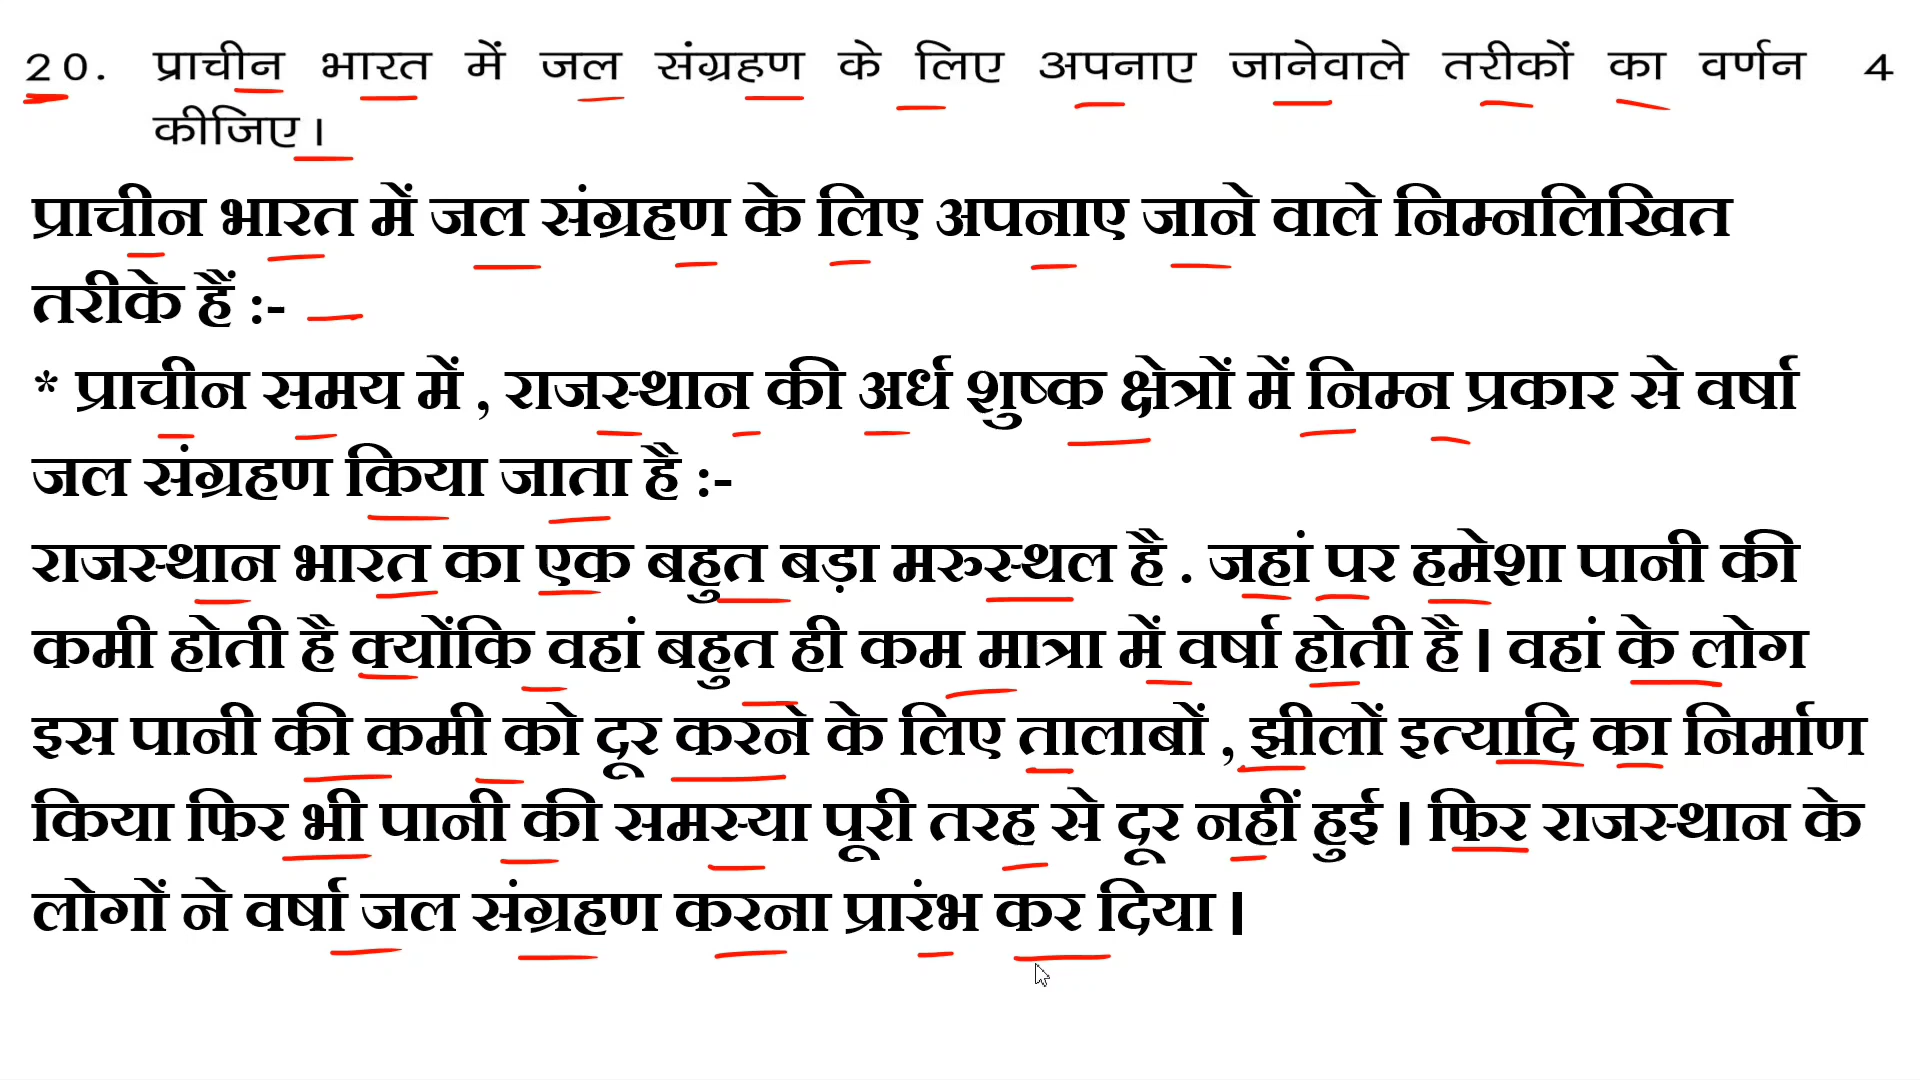 20. प्राचीन भारत में जल संग्रहण के लिए अपनाए जानेवाले तरीकों का वर्णन 4
कीजिए।
प्राचीन भारत में जल संग्रहण के लिए अपनाए जाने वाले निम्नलिखित
तरीके हैं :-
* प्राचीन समय में , राजस्थान की अर्ध शुष्क क्षेत्रों में निम्न प्रकार से वर्षा
जल संग्रहण किया जाता है :-
राजस्थान भारत का एक बहुत बड़ा मरुस्थल है . जहां पर हमेशा पानी की
कमी होती है क्योंकि वहां बहुत ही कम मात्रा में वर्षा होती है। वहां के लोग
इस पानी की कमी को दूर करने के लिए तालाबों , झीलों इत्यादि का निर्माण
किया फिर भी पानी की समस्या पूरी तरह से दूर नहीं हुई। फिर राजस्थान के
लोगों ने वर्षा जल संग्रहण करना प्रारंभ कर दिया।